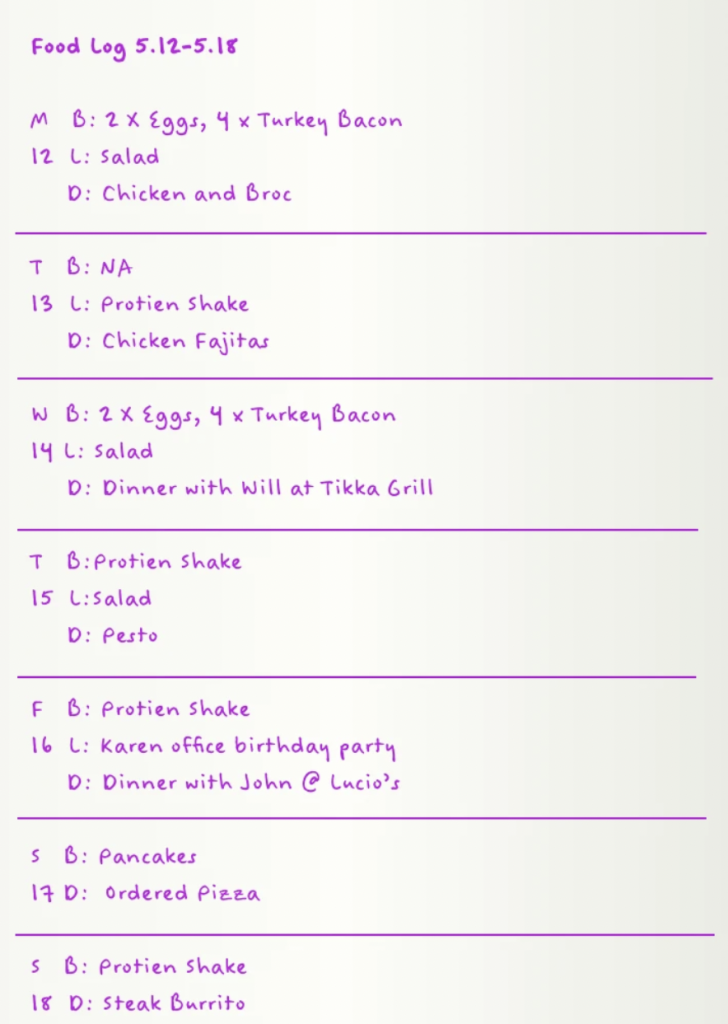 Food Log 5.12-5.18
M B: 2 x Eggs, 4 x Turkey Bacon
12 L: Salad
D: Chicken and Broc
T B: NA
13 L: Protien Shake
D: Chicken Fajitas
W B: 2 x Eggs, 4 x Turkey Bacon
14 L: Salad
D: Dinner with Will at Tikka Grill
T B:Protien Shake
15 L:Salad
D: Pesto
F B: Protien Shake
16 L: Karen office birthday party
D: Dinner with John @ Lucio's
S B: Pancakes
17 D: Ordered Pizza
S B: Protien Shake
18 D: Steak Burrito